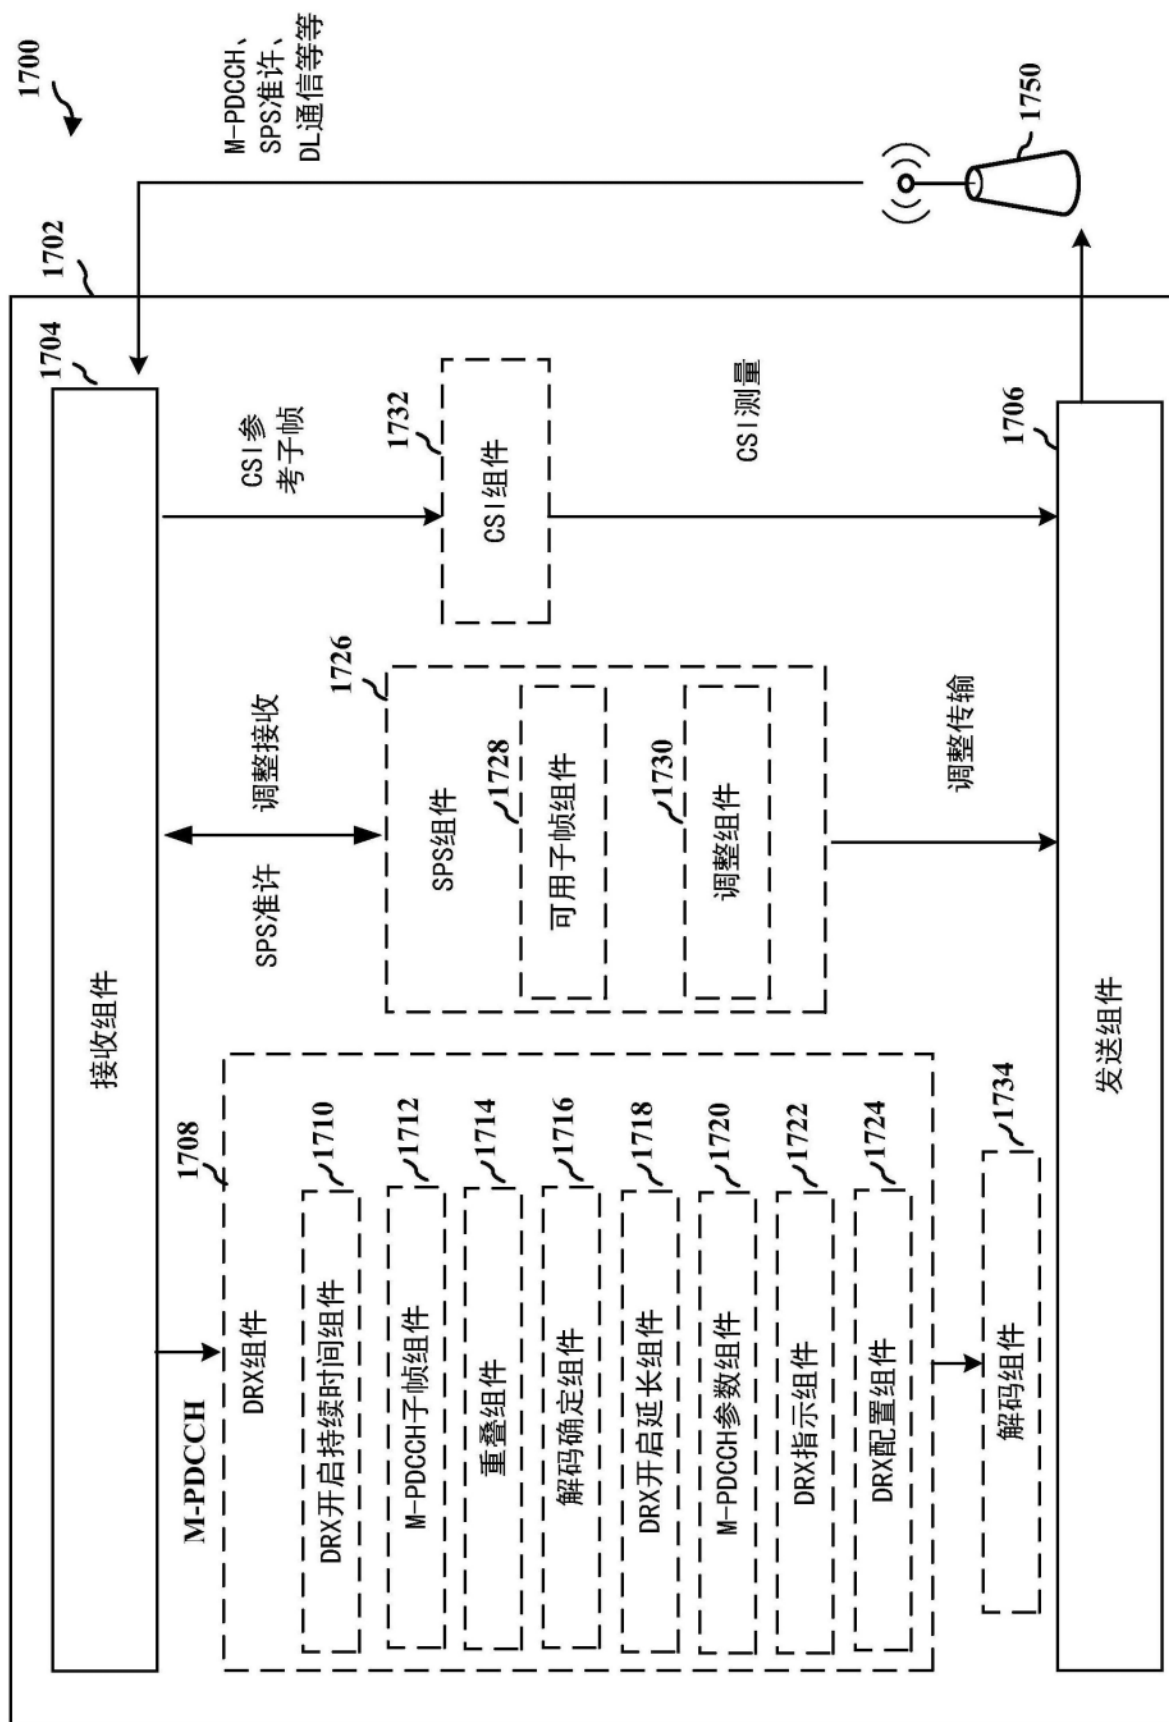 1700
M-PDCCH、
SPS准许、
DL通信等等
1750
1702
1704
接收组件
CSI参
考子帧
1732
CSI组件
CSI测量
调整接收
SPS准许
1726
SPS组件
1728
可用子帧组件
1730
调整组件
调整传输
M-PDCCH
1708
DRX组件
1710
DRX开启持续时间组件
1712
M-PDCCH子帧组件
1714
重叠组件
1716
解码确定组件
1718
DRX开启延长组件
1720
M-PDCCH参数组件
1722
DRX指示组件
1724
DRX配置组件
1734
解码组件
1706
发送组件